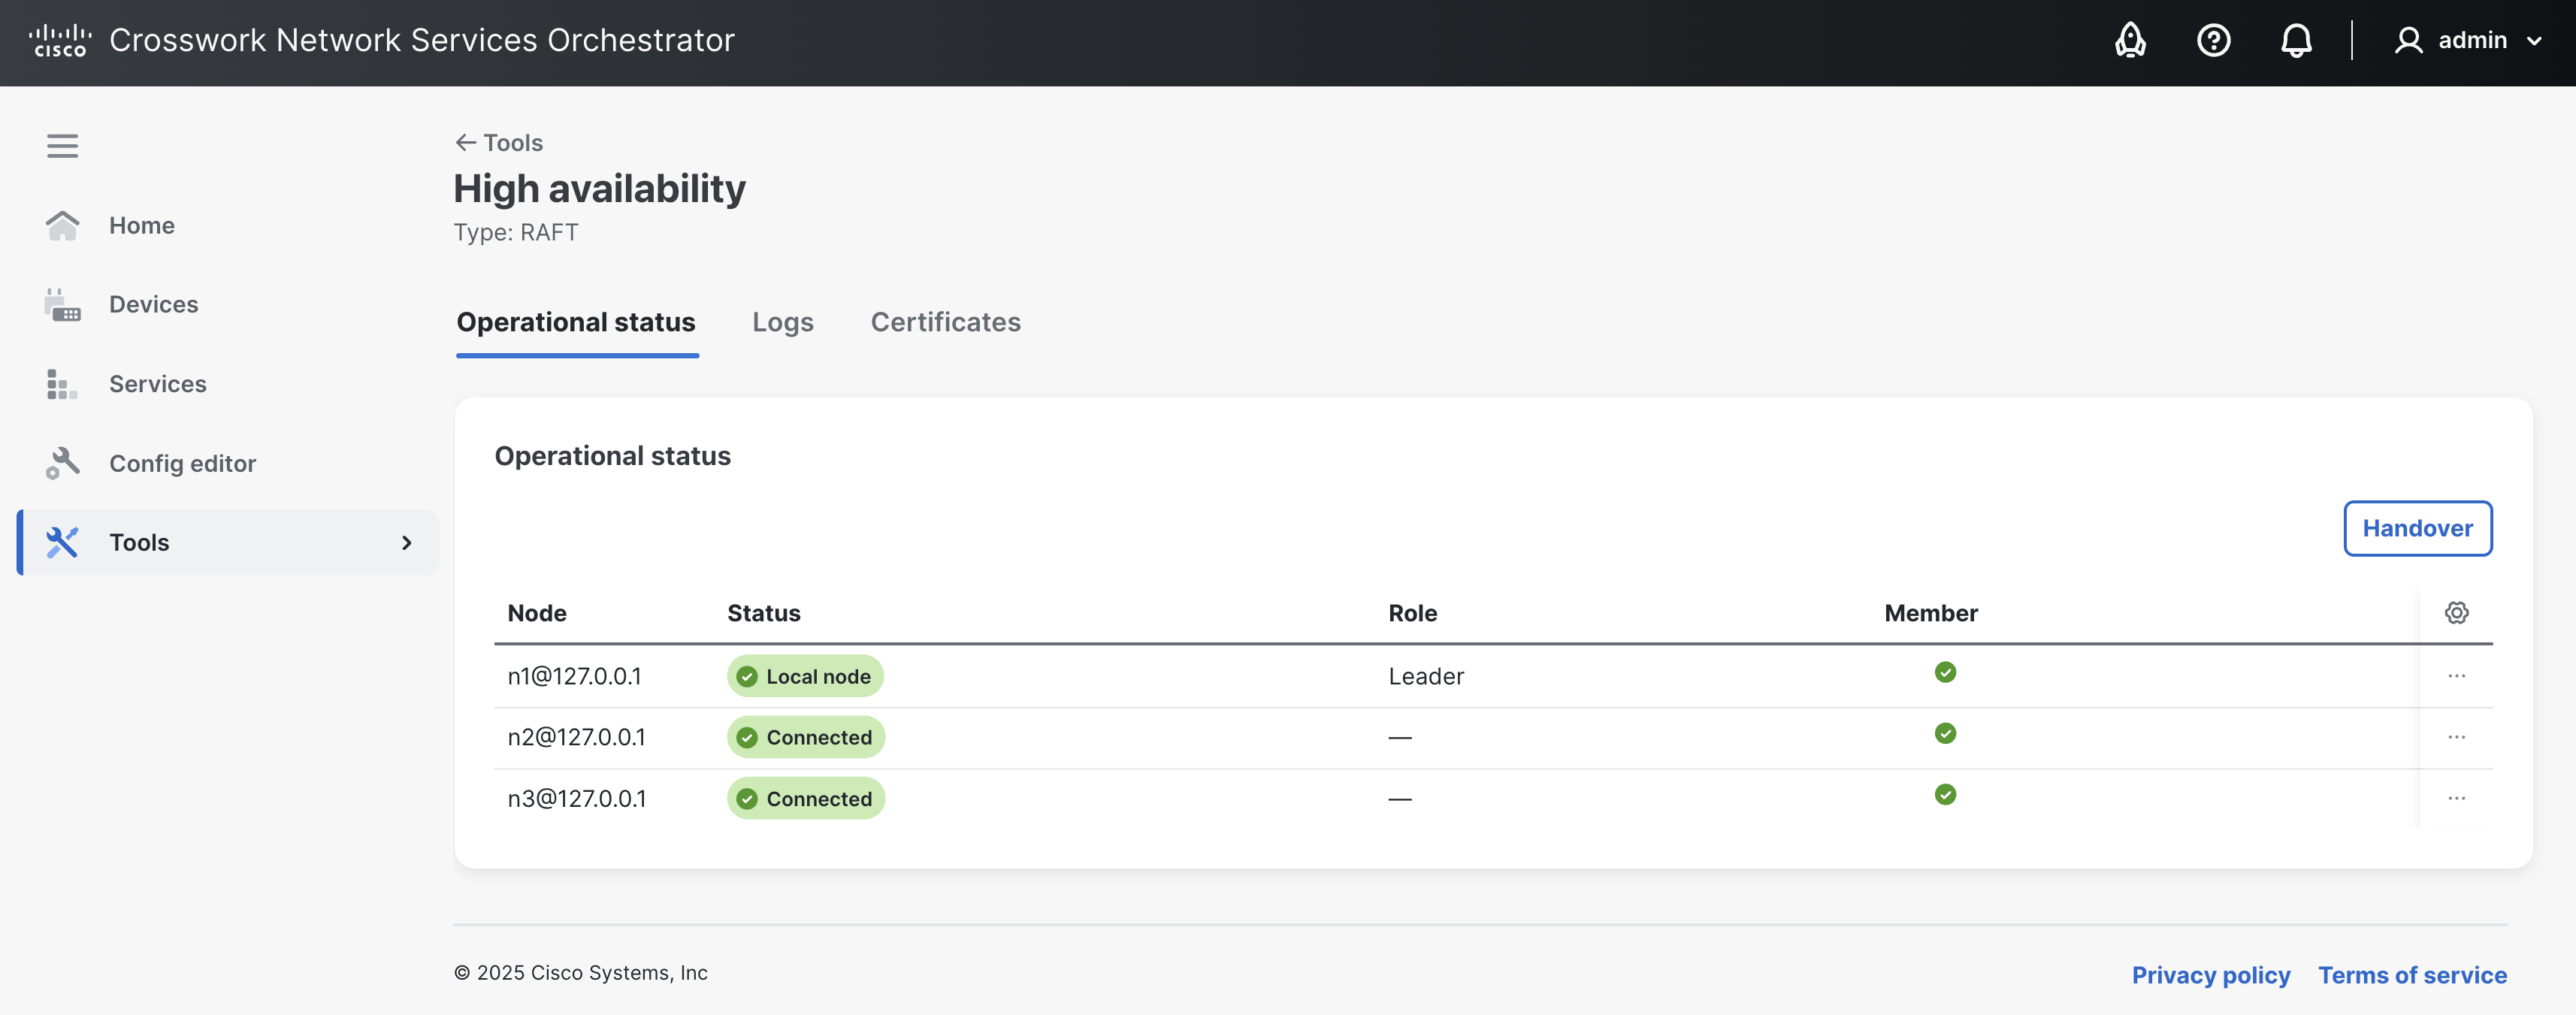 CISCO Crosswork Network Services Orchestrator admin
← Tools
High availability
Type: RAFT
Home
Devices
Services
Config editor
Tools
Operational status Logs Certificates
Operational status
Handover
Node Status Role Member
n1@127.0.0.1 Local node Leader
n2@127.0.0.1 Connected —
n3@127.0.0.1 Connected —
© 2025 Cisco Systems, Inc
Privacy policy Terms of service